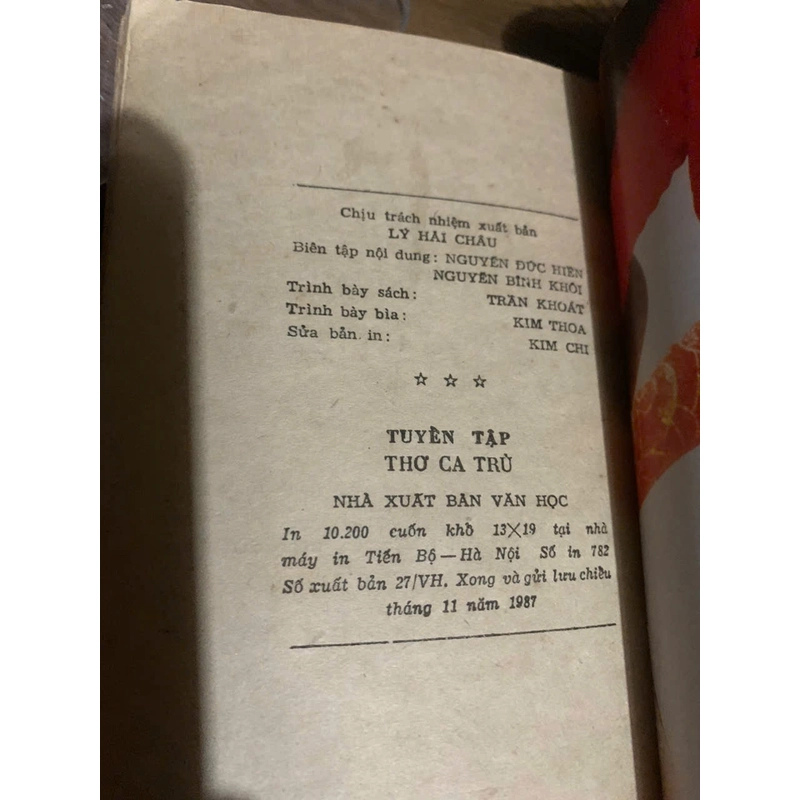 Chịu trách nhiệm xuất bản
LÝ HẢI CHÂU
Biên tập nội dung: NGUYỄN ĐỨC HIỀN
NGUYỄN BỈNH KHÔI
Trình bày sách: TRẦN KHOÁT
Trình bày bìa: KIM THOA
Sửa bản in: KIM CHI
☆ ☆ ☆
TUYỂN TẬP
THƠ CA TRÙ
NHÀ XUẤT BẢN VĂN HỌC
In 10.200 cuốn khổ 13×19 tại nhà
máy in Tiến Bộ — Hà Nội Số in 782
Số xuất bản 27/VH. Xong và gửi lưu chiểu
tháng 11 năm 1987